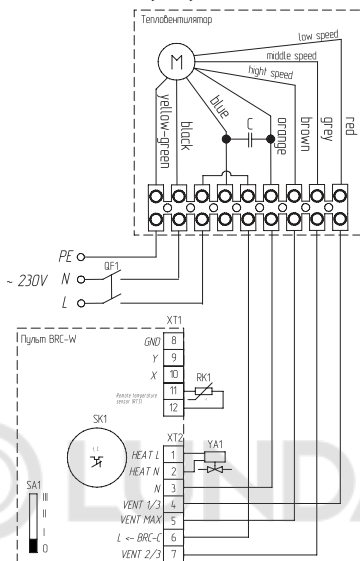 Тепловентилятор
low speed
middle speed
hight speed
M
yellow-green
black
blue
C
orange
brown
grey
red
PE
QF1
~ 230V
N
L
XT1
Пульт BRC-W
GND 8
Y 9
X 10
Remote temperature
sensor WT.D
11
12
RK1
SK1
t°
XT2
YA1
HEAT L 1
HEAT N 2
N 3
VENT 1/3 4
VENT MAX 5
L <- BRC-C 6
VENT 2/3 7
SA1
III
II
I
0
LUNDA